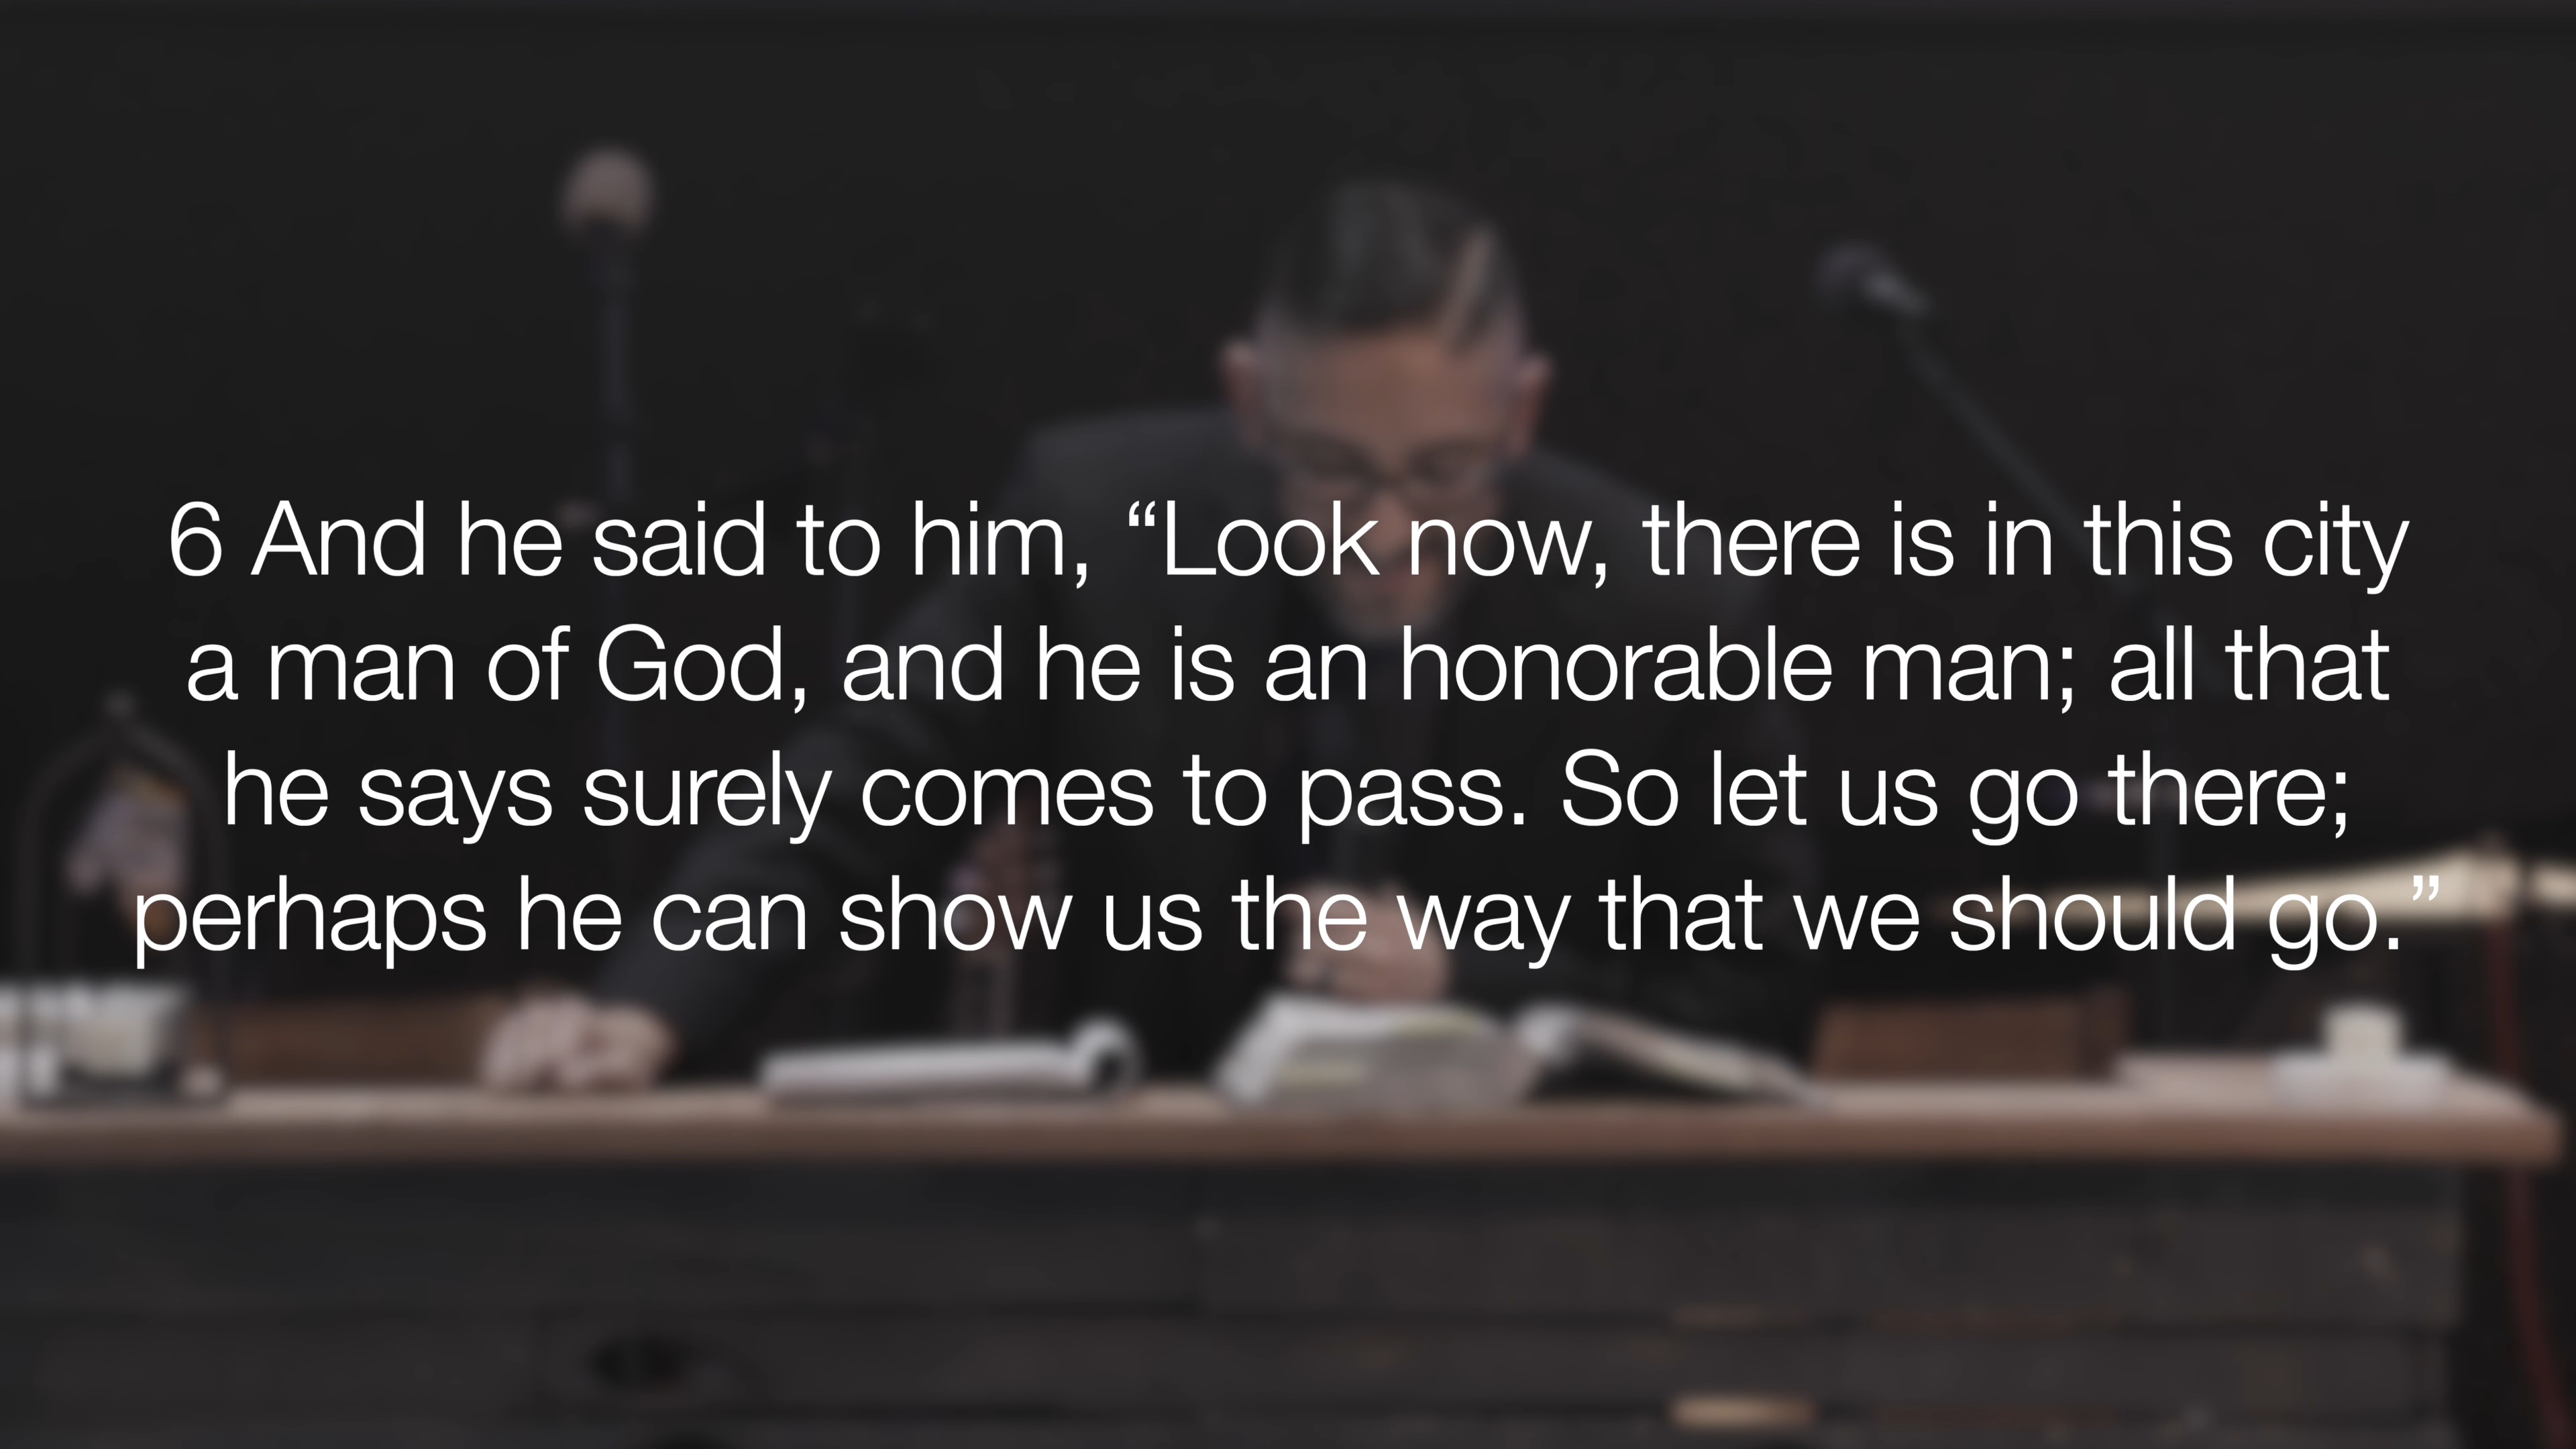 6 And he said to him, “Look now, there is in this city
a man of God, and he is an honorable man; all that
he says surely comes to pass. So let us go there;
perhaps he can show us the way that we should go.”